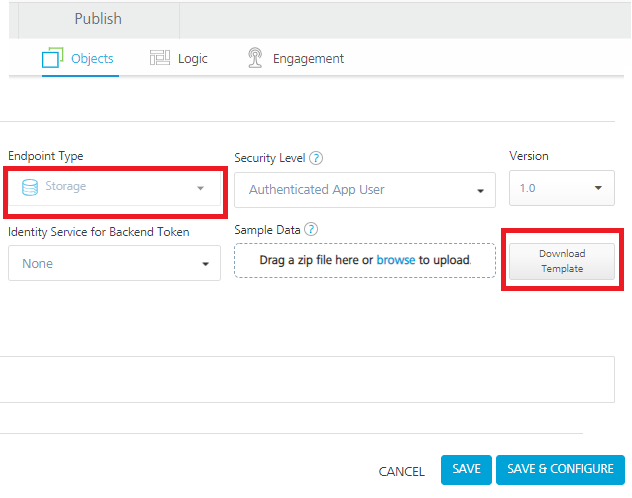 Publish
Objects Logic Engagement
Endpoint Type Security Level ? Version
Storage Authenticated App User 1.0
Identity Service for Backend Token Sample Data ?
None Drag a zip file here or browse to upload. Download
Template
CANCEL SAVE SAVE & CONFIGURE